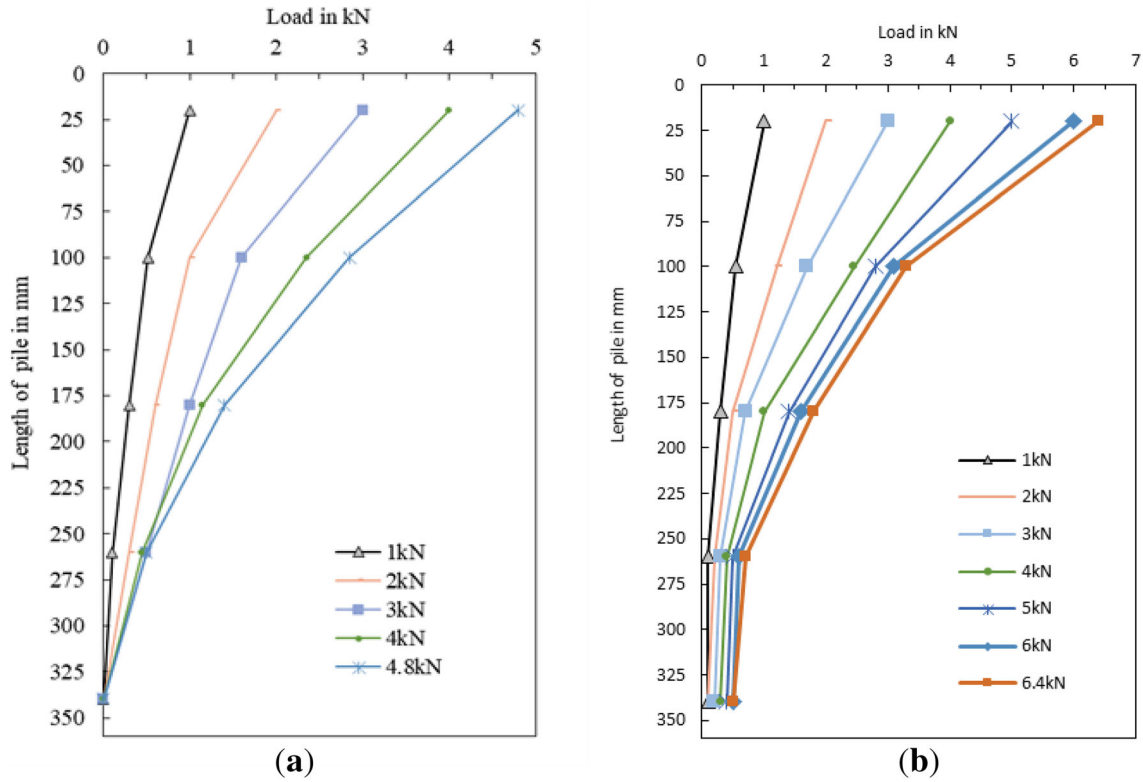 Load in kN
0 1 2 3 4 5
0
25
50
75
100
125
150
175
200
225
250
275
300
325
350
Length of pile in mm
1kN
2kN
3kN
4kN
4.8kN
(a)
Load in kN
0 1 2 3 4 5 6 7
0
25
50
75
100
125
150
175
200
225
250
275
300
325
350
Length of pile in mm
1kN
2kN
3kN
4kN
5kN
6kN
6.4kN
(b)